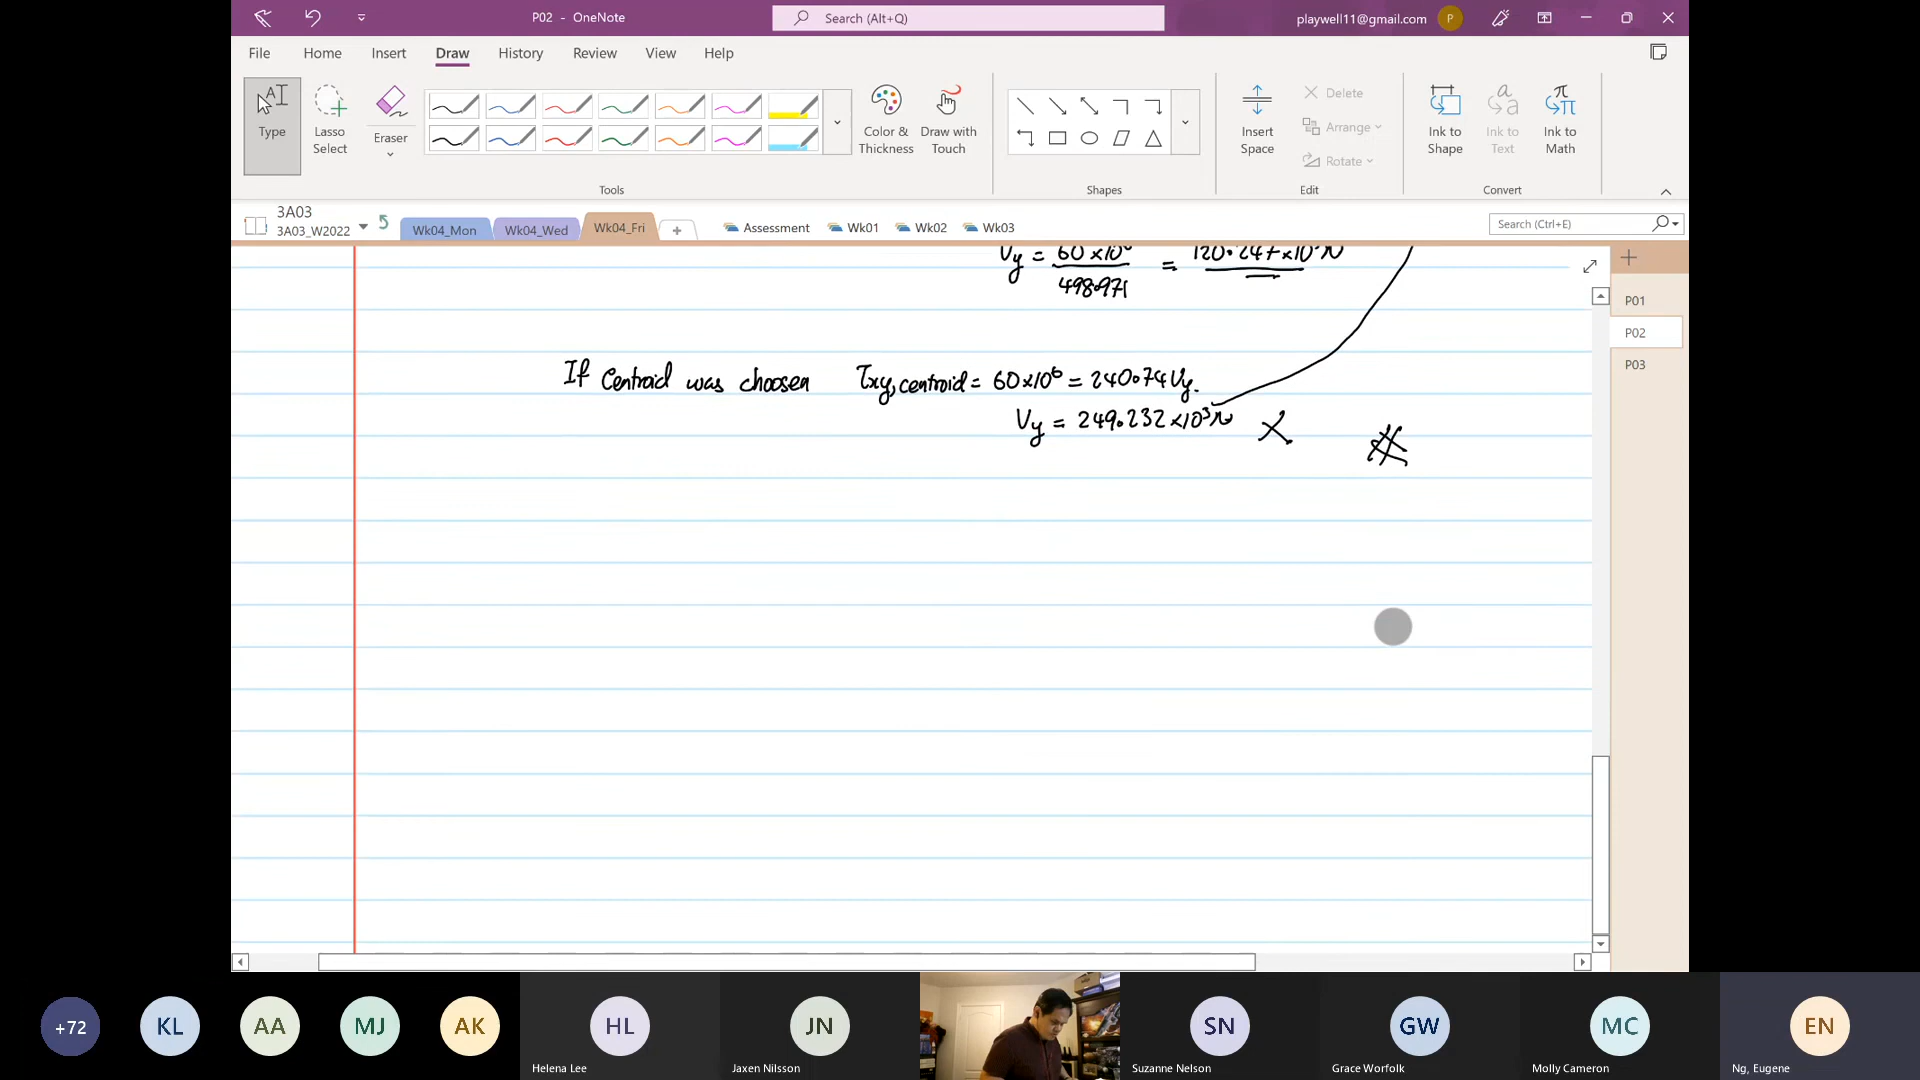 P02 - OneNote
Search (Alt+Q)
playwell11@gmail.com
P
File Home Insert Draw History Review View Help
Type
Lasso Select
Eraser
Color & Thickness
Draw with Touch
Insert Space
Delete
Arrange
Rotate
Ink to Shape
Ink to Text
Ink to Math
Tools
Shapes
Edit
Convert
3A03
3A03_W2022
Wk04_Mon Wk04_Wed Wk04_Fri
Assessment Wk01 Wk02 Wk03
Search (Ctrl+E)
P01
P02
P03
Vy = 60 x10⁶ / 498.971 = 120.247 x10³N
If Centroid was choosen τxy,centroid = 60x10⁶ = 240.74 Vy.
Vy = 249.232 x10³N X
+72
KL
AA
MJ
AK
HL
JN
SN
GW
MC
EN
Helena Lee
Jaxen Nilsson
Suzanne Nelson
Grace Worfolk
Molly Cameron
Ng, Eugene